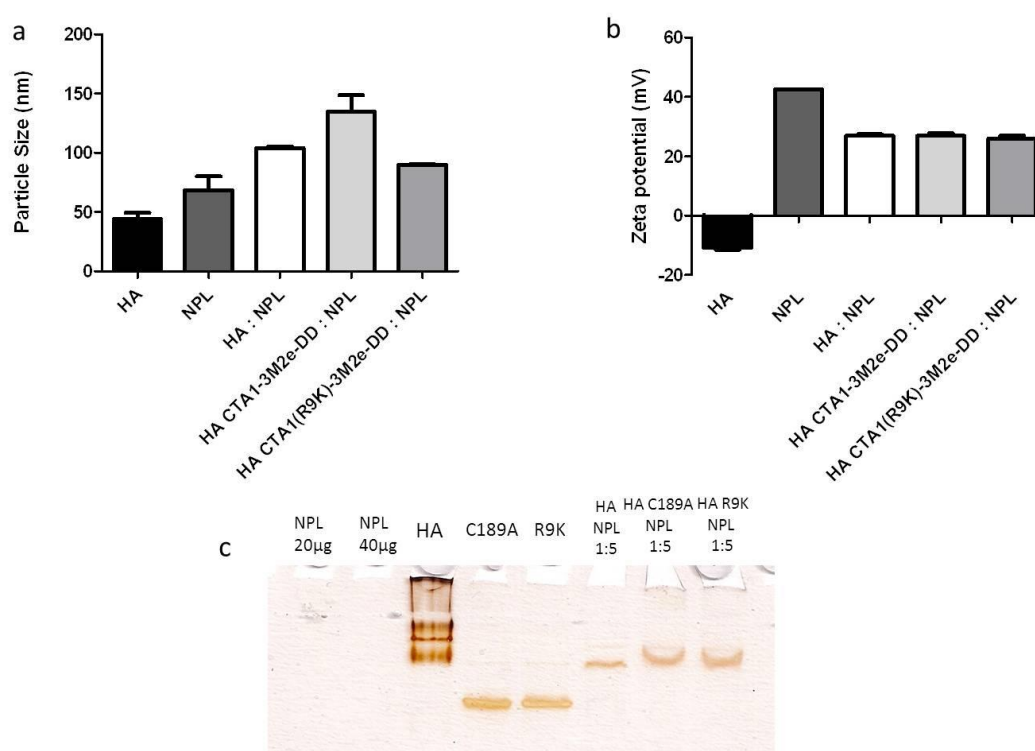 a
Particle Size (nm)
200
150
100
50
0
HA
NPL
HA : NPL
HA CTA1-3M2e-DD : NPL
HA CTA1(R9K)-3M2e-DD : NPL
b
Zeta potential (mV)
60
40
20
0
-20
HA
NPL
HA : NPL
HA CTA1-3M2e-DD : NPL
HA CTA1(R9K)-3M2e-DD : NPL
c
NPL
20µg
NPL
40µg
HA
C189A
R9K
HA
NPL
1:5
HA C189A
NPL
1:5
HA R9K
NPL
1:5